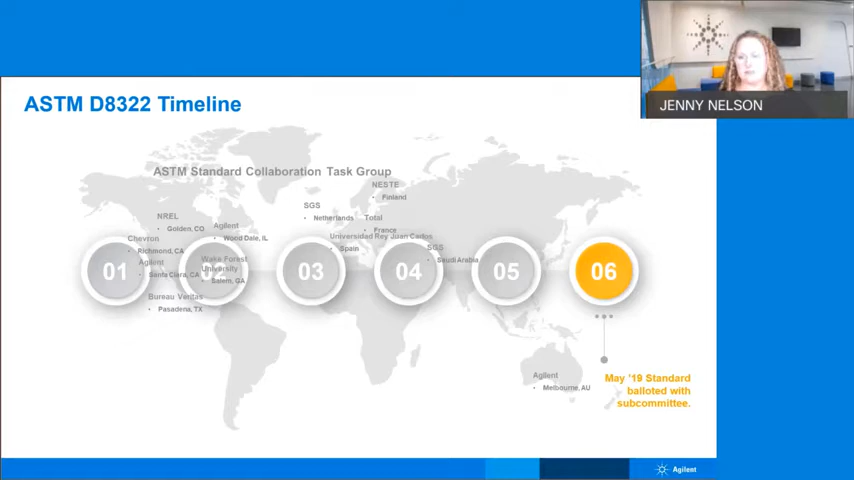 JENNY NELSON
ASTM D8322 Timeline
ASTM Standard Collaboration Task Group
NESTE
• Finland
SGS
• Netherlands
Total
• France
NREL
• Golden, CO
Agilent
• Wood Dale, IL
Universidad Rey Juan Carlos
• Spain
Chevron
• Richmond, CA
SGS
• Saudi Arabia
Agilent
• Santa Clara, CA
Wake Forest
University
• Salem, GA
01
02
03
04
05
06
Bureau Veritas
• Pasadena, TX
Agilent
• Melbourne, AU
May '19 Standard
balloted with
subcommittee.
Agilent